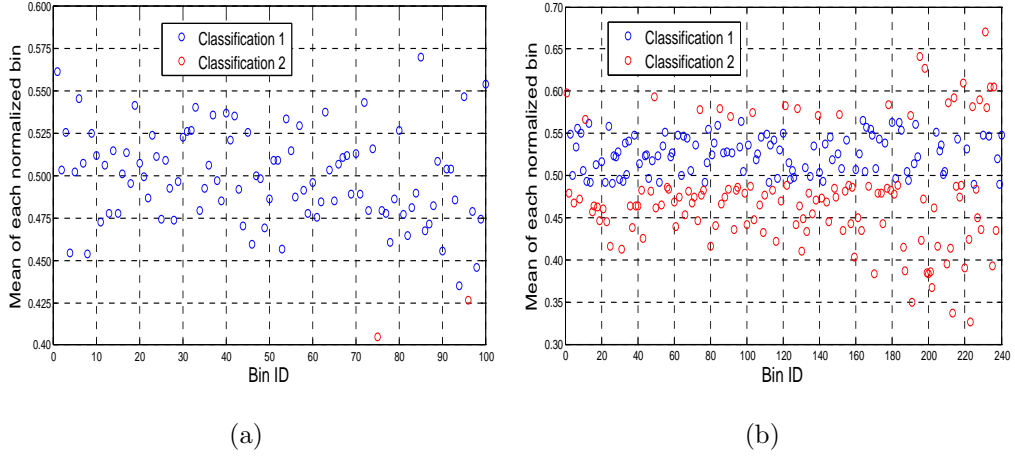 0.600
0.575
0.550
0.525
0.500
0.475
0.450
0.425
0.40
Mean of each normalized bin
Classification 1
Classification 2
0 10 20 30 40 50 60 70 80 90 100
Bin ID
(a)
0.70
0.65
0.60
0.55
0.50
0.45
0.40
0.35
0.30
Mean of each normalized bin
Classification 1
Classification 2
0 20 40 60 80 100 120 140 160 180 200 220 240
Bin ID
(b)